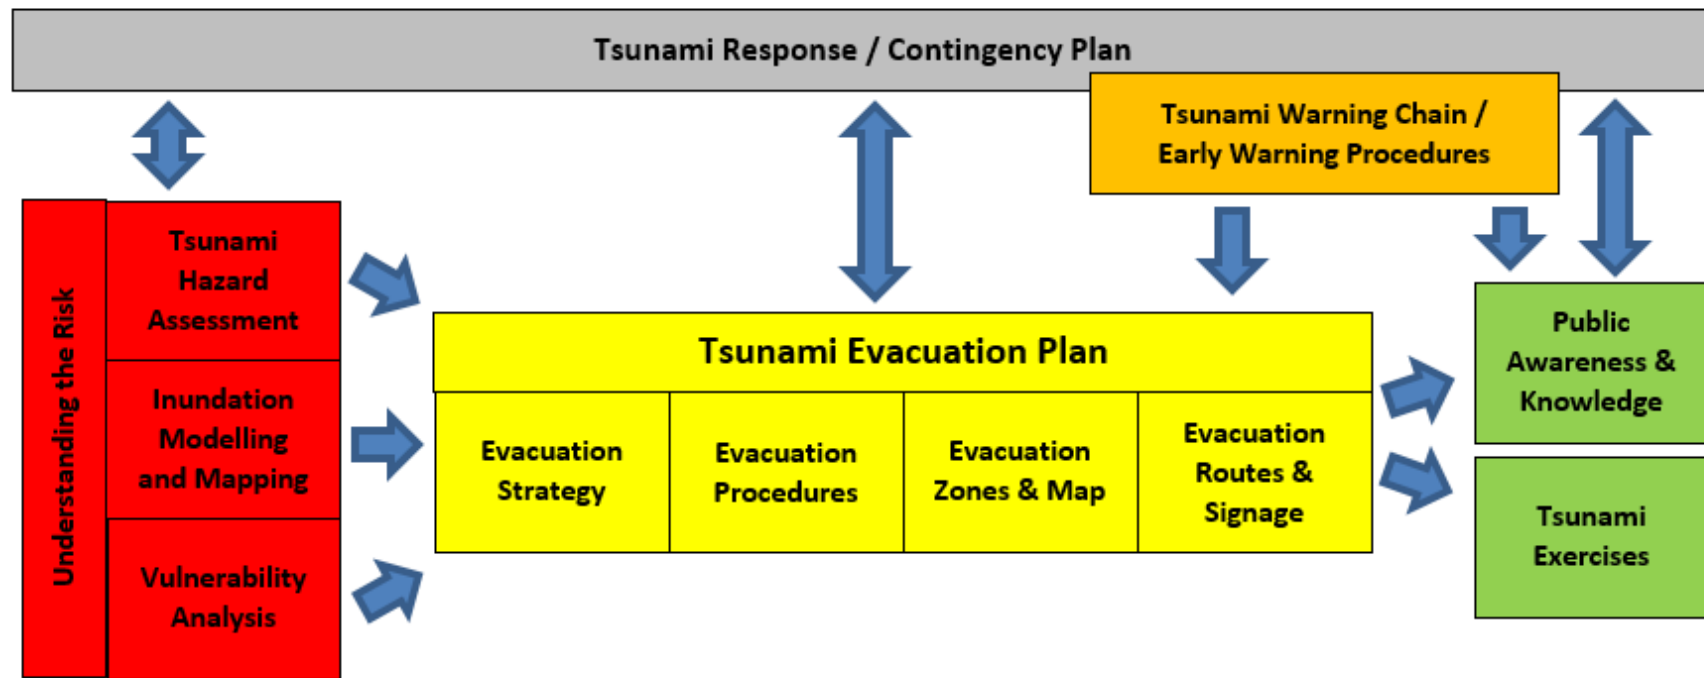 Tsunami Response / Contingency Plan
Tsunami Warning Chain /
Early Warning Procedures
Understanding the Risk
Tsunami
Hazard
Assessment
Inundation
Modelling
and Mapping
Vulnerability
Analysis
Tsunami Evacuation Plan
Evacuation
Strategy
Evacuation
Procedures
Evacuation
Zones & Map
Evacuation
Routes &
Signage
Public
Awareness &
Knowledge
Tsunami
Exercises